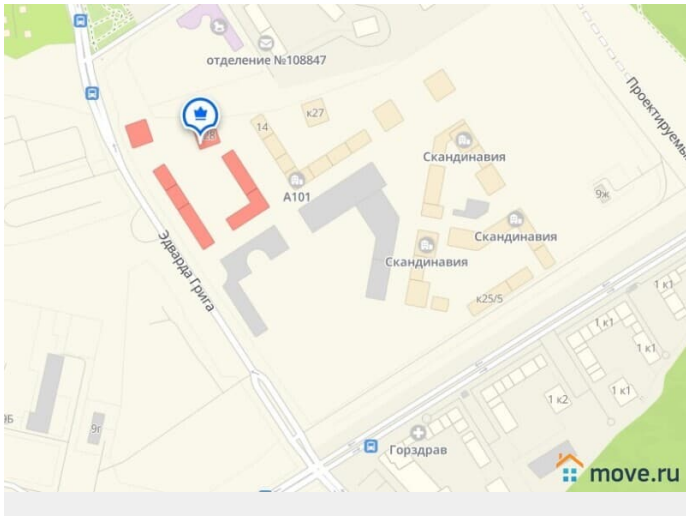 отделение №108847
14
к27
Скандинавия
А101
Проектируемы
9ж
Скандинавия
Скандинавия
Эдварда Грига
к25/5
1 к1
1 к1
1 к1
1 к1
1 к2
9Б
9г
Горздрав
move.ru